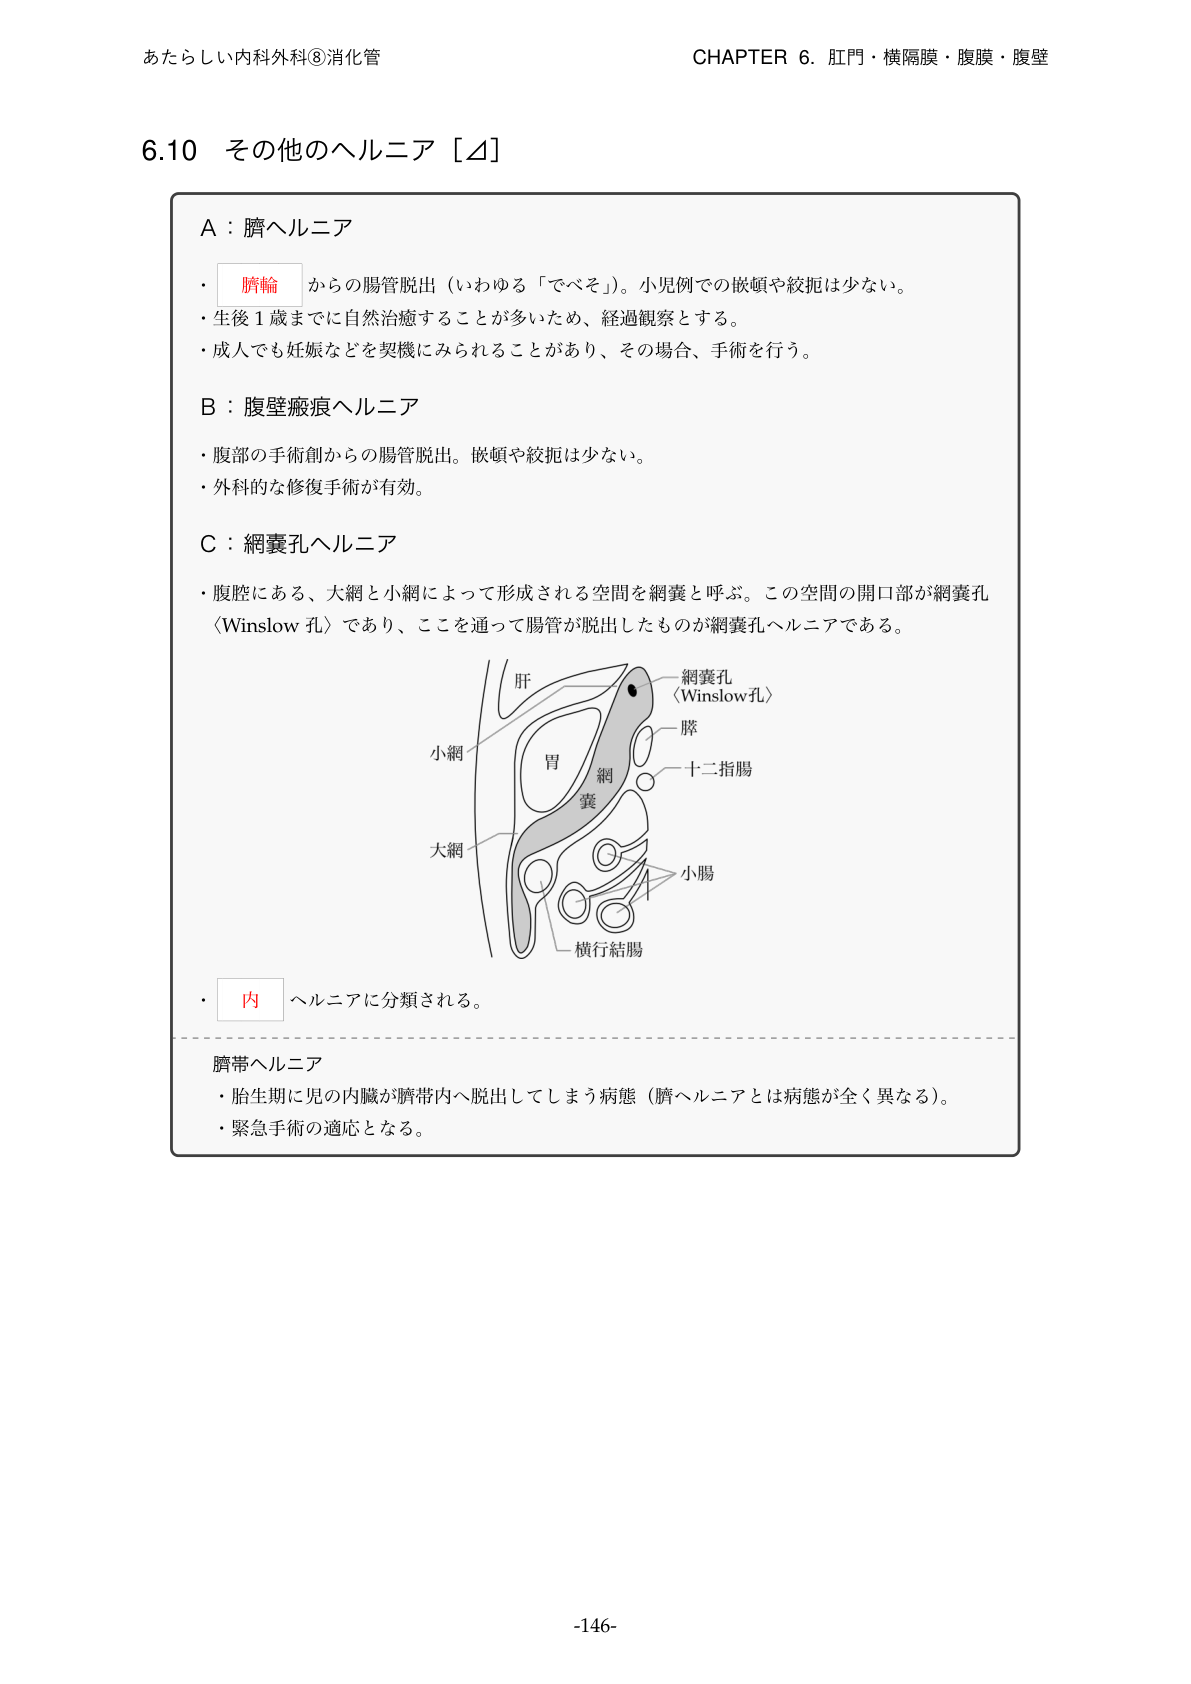 あたらしい内科外科⑧消化管
CHAPTER 6. 肛門・横隔膜・腹膜・腹壁
6.10 その他のヘルニア［⊿］
A：臍ヘルニア
・ 臍輪 からの腸管脱出（いわゆる「でべそ」）。小児例での嵌頓や絞扼は少ない。
・生後 1 歳までに自然治癒することが多いため、経過観察とする。
・成人でも妊娠などを契機にみられることがあり、その場合、手術を行う。
B：腹壁瘢痕ヘルニア
・腹部の手術創からの腸管脱出。嵌頓や絞扼は少ない。
・外科的な修復手術が有効。
C：網嚢孔ヘルニア
・腹腔にある、大網と小網によって形成される空間を網嚢と呼ぶ。この空間の開口部が網嚢孔
〈Winslow 孔〉であり、ここを通って腸管が脱出したものが網嚢孔ヘルニアである。
肝
網嚢孔
〈Winslow孔〉
膵
小網
胃
網
嚢
十二指腸
大網
小腸
横行結腸
・ 内 ヘルニアに分類される。
臍帯ヘルニア
・胎生期に児の内臓が臍帯内へ脱出してしまう病態（臍ヘルニアとは病態が全く異なる）。
・緊急手術の適応となる。
-146-